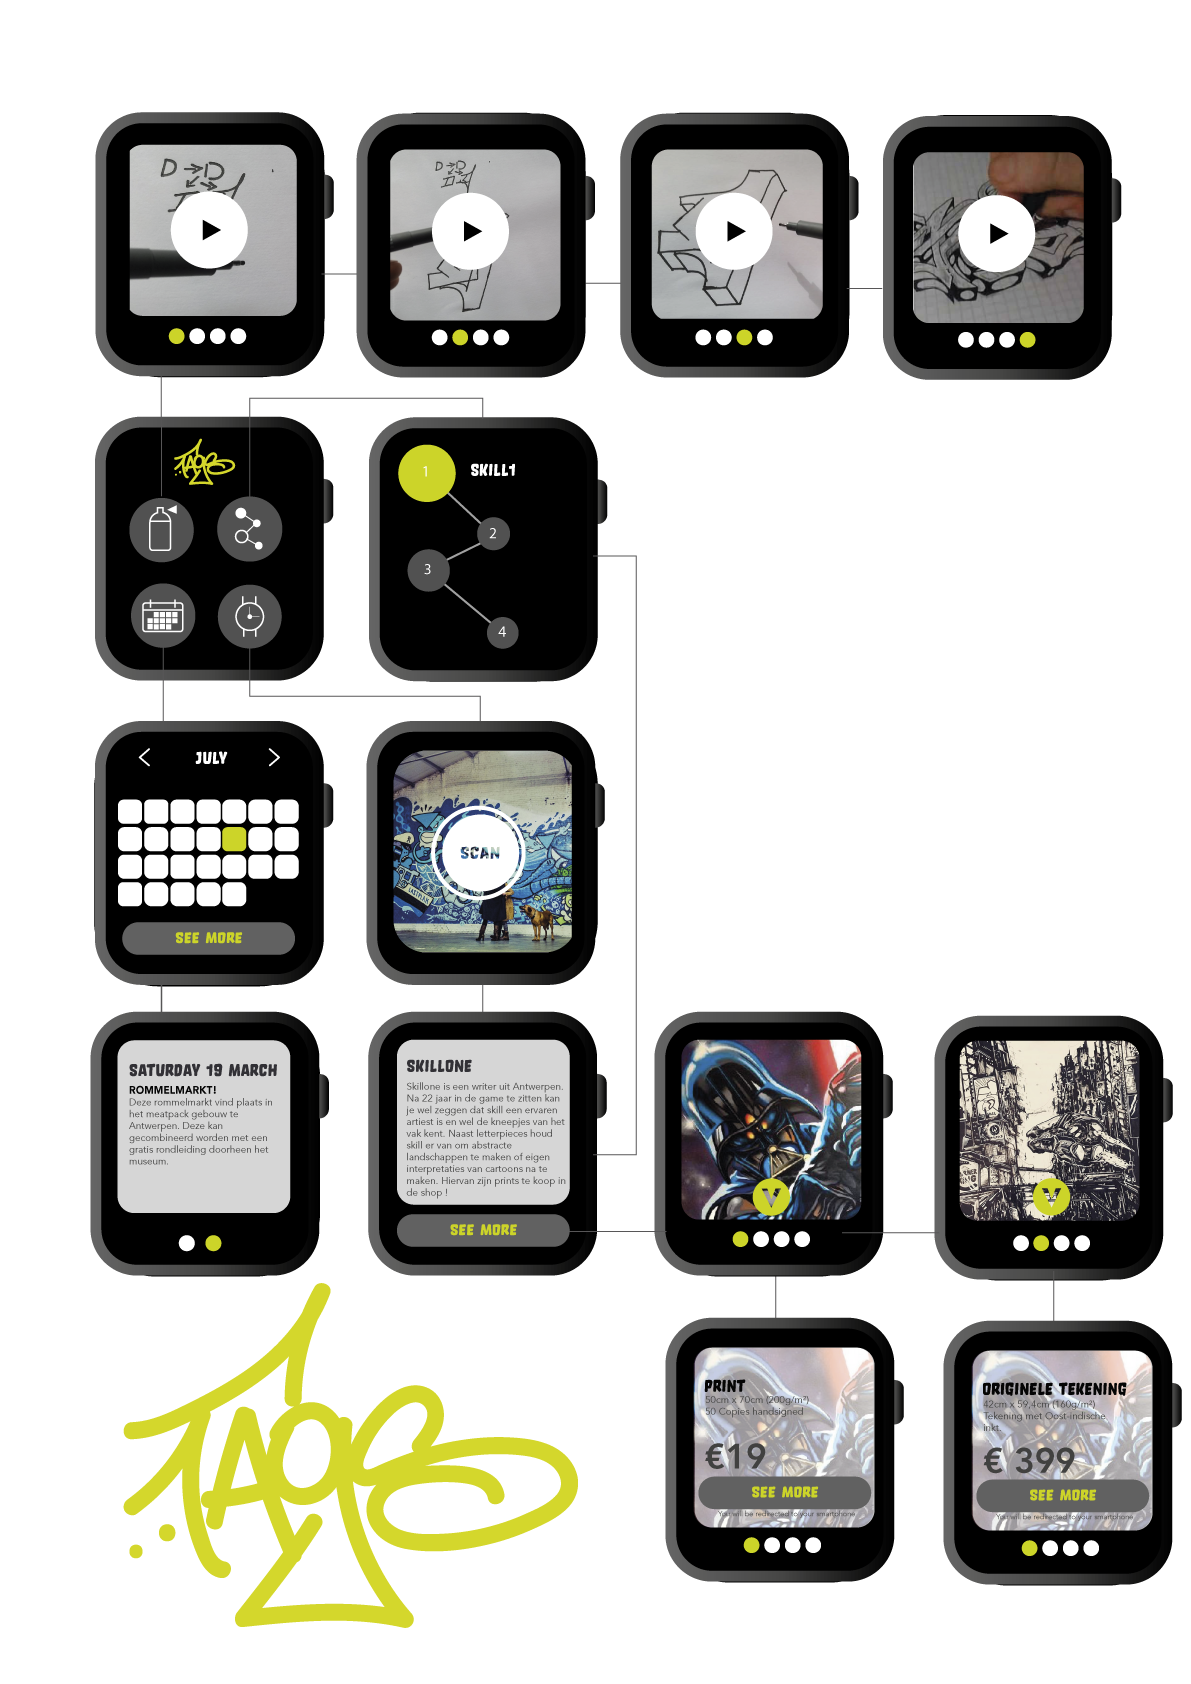 D → D
D → D
TAOS
SKILL1
1
2
3
4
JULY
SEE MORE
SCAN
SATURDAY 19 MARCH
ROMMELMARKT!
Deze rommelmarkt vind plaats in
het meatpack gebouw te
Antwerpen. Deze kan
gecombineerd worden met een
gratis rondleiding doorheen het
museum.
SKILLONE
Skillone is een writer uit Antwerpen.
Na 22 jaar in de game te zitten kan
je wel zeggen dat skill een ervaren
artiest is en wel de kneepjes van het
vak kent. Naast letterpieces houd
skill er van om abstracte
landschappen te maken of eigen
interpretaties van cartoons na te
maken. Hiervan zijn prints te koop in
de shop !
SEE MORE
PRINT
50cm x 70cm (200g/m²)
50 Copies handsigned
€19
SEE MORE
You will be redirected to your smartphone
ORIGINELE TEKENING
42cm x 59,4cm (160g/m²)
Tekening met Oost-indische
inkt.
€ 399
SEE MORE
You will be redirected to your smartphone
TAOS